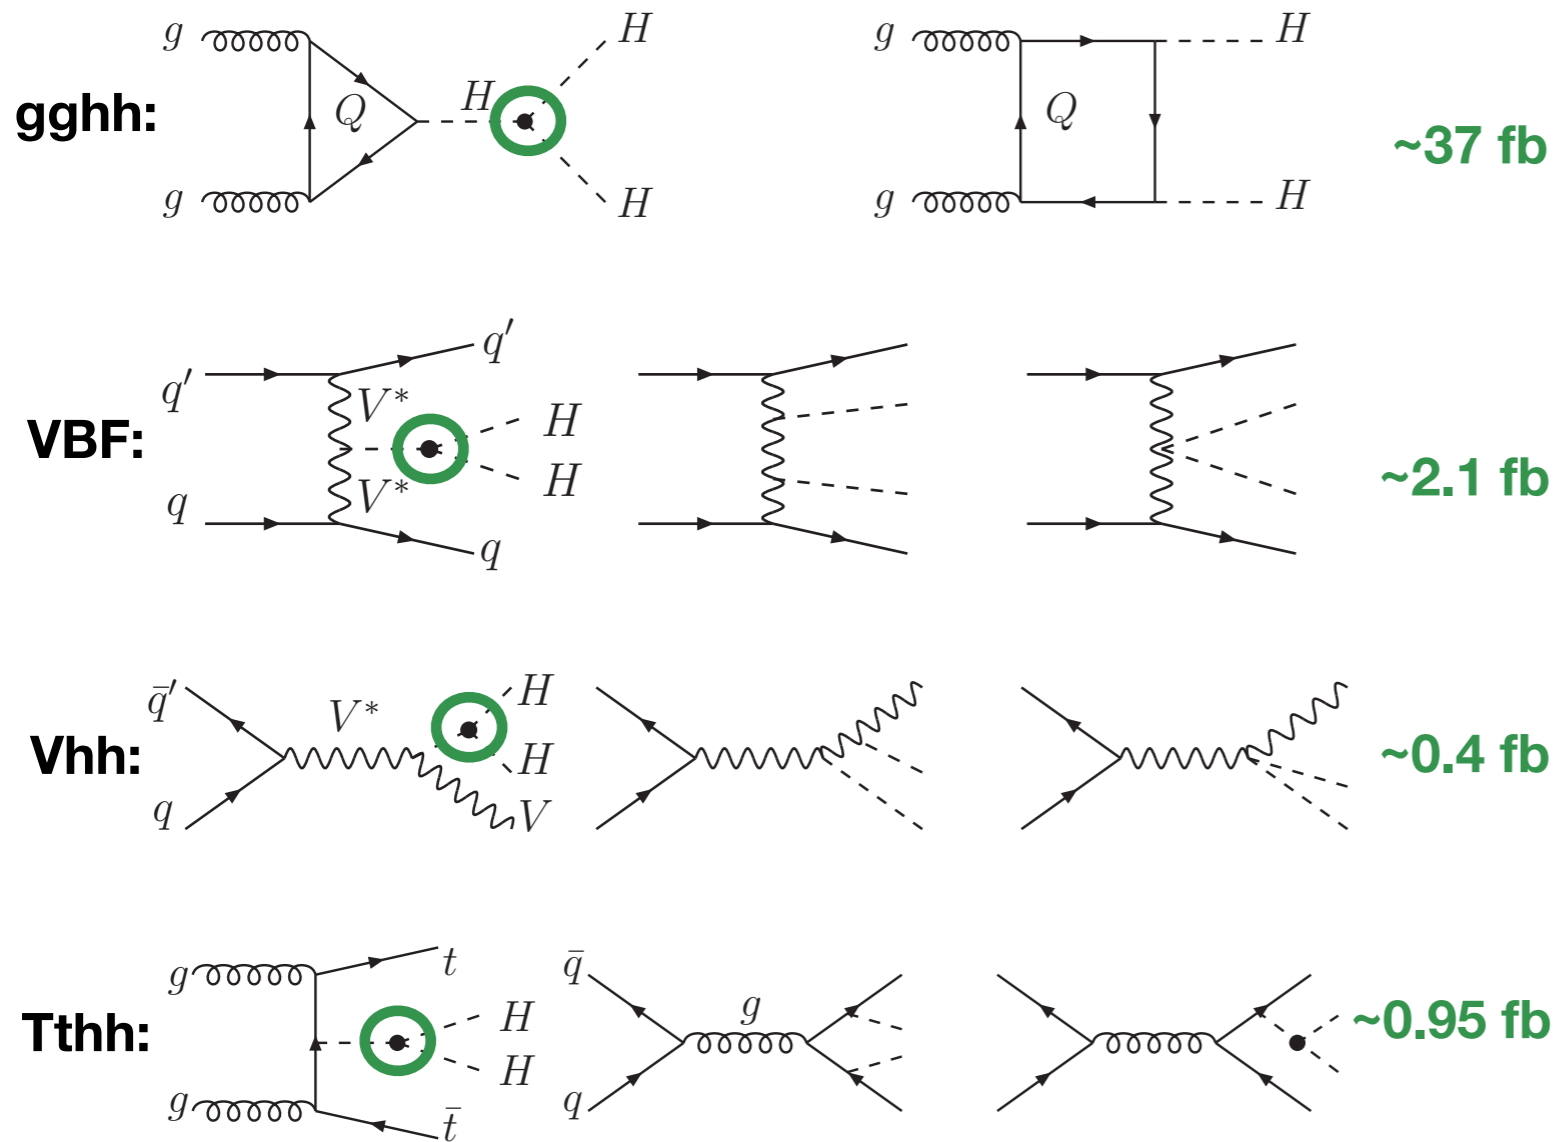 g H g H
gghh: Q H Q ~37 fb
g H g H
q′ q′
V*
VBF: H
H ~2.1 fb
V*
q q
q̄′ H
V*
Vhh: H ~0.4 fb
q V
g t q̄
H g
Tthh: ~0.95 fb
H
g t̄ q